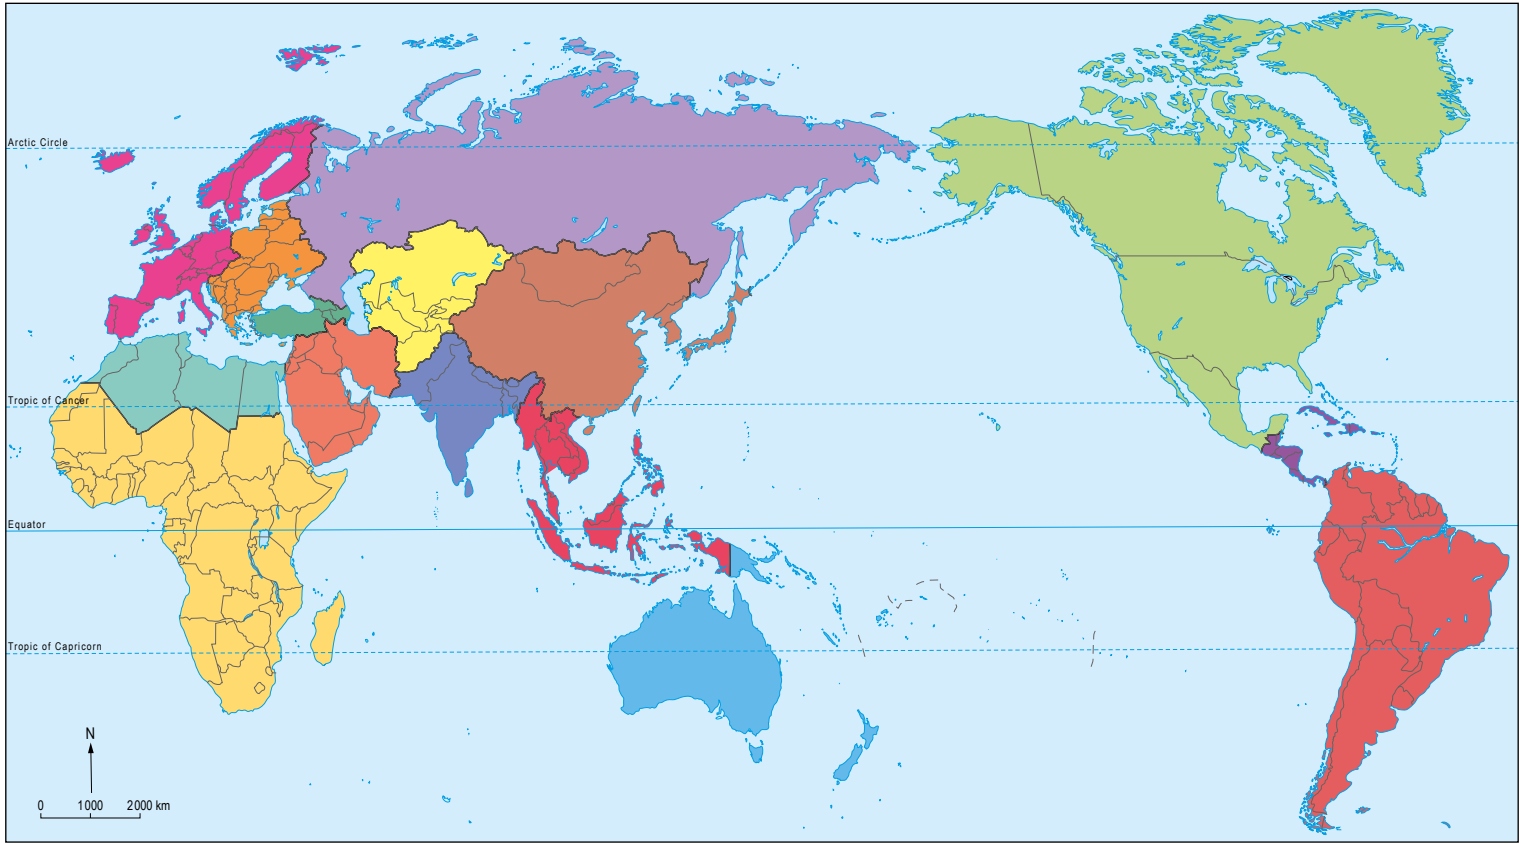 Arctic Circle
Tropic of Cancer
Equator
Tropic of Capricorn
N
0 1000 2000 km